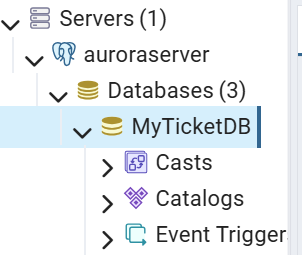 Servers (1)
auroraserver
Databases (3)
MyTicketDB
Casts
Catalogs
Event Trigger